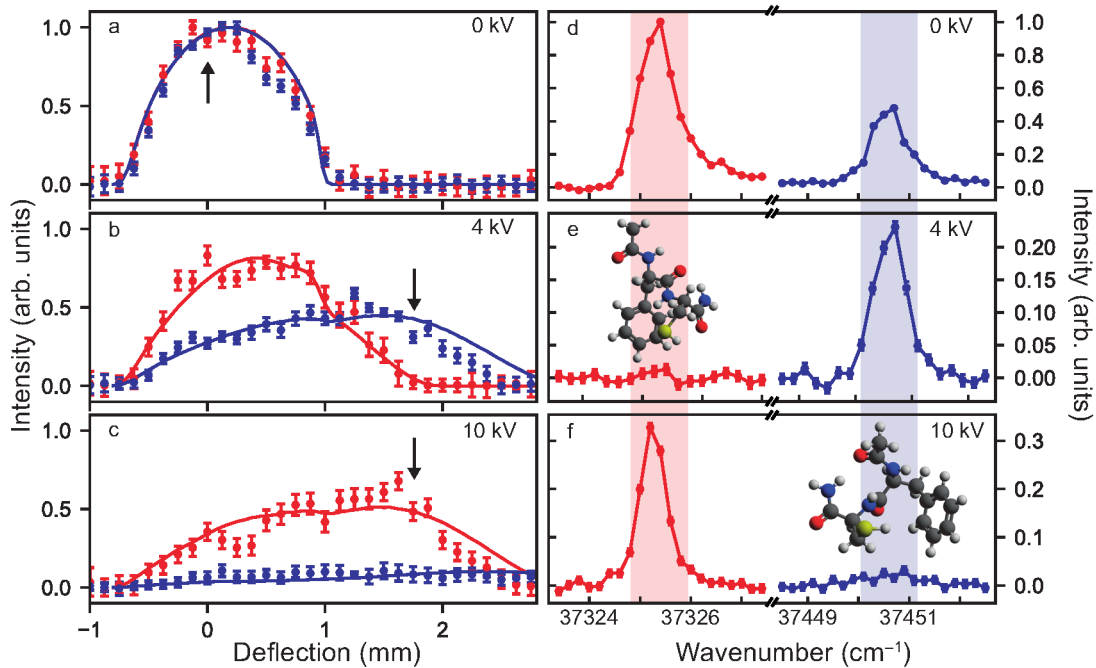 a
0 kV
1.0
0.5
0.0
b
4 kV
1.0
0.5
0.0
c
10 kV
1.0
0.5
0.0
−1
0
1
2
Deflection (mm)
Intensity (arb. units)
d
0 kV
1.0
0.8
0.6
0.4
0.2
0.0
e
4 kV
0.20
0.15
0.10
0.05
0.00
f
10 kV
0.3
0.2
0.1
0.0
37324
37326
37449
37451
Wavenumber (cm⁻¹)
Intensity (arb. units)